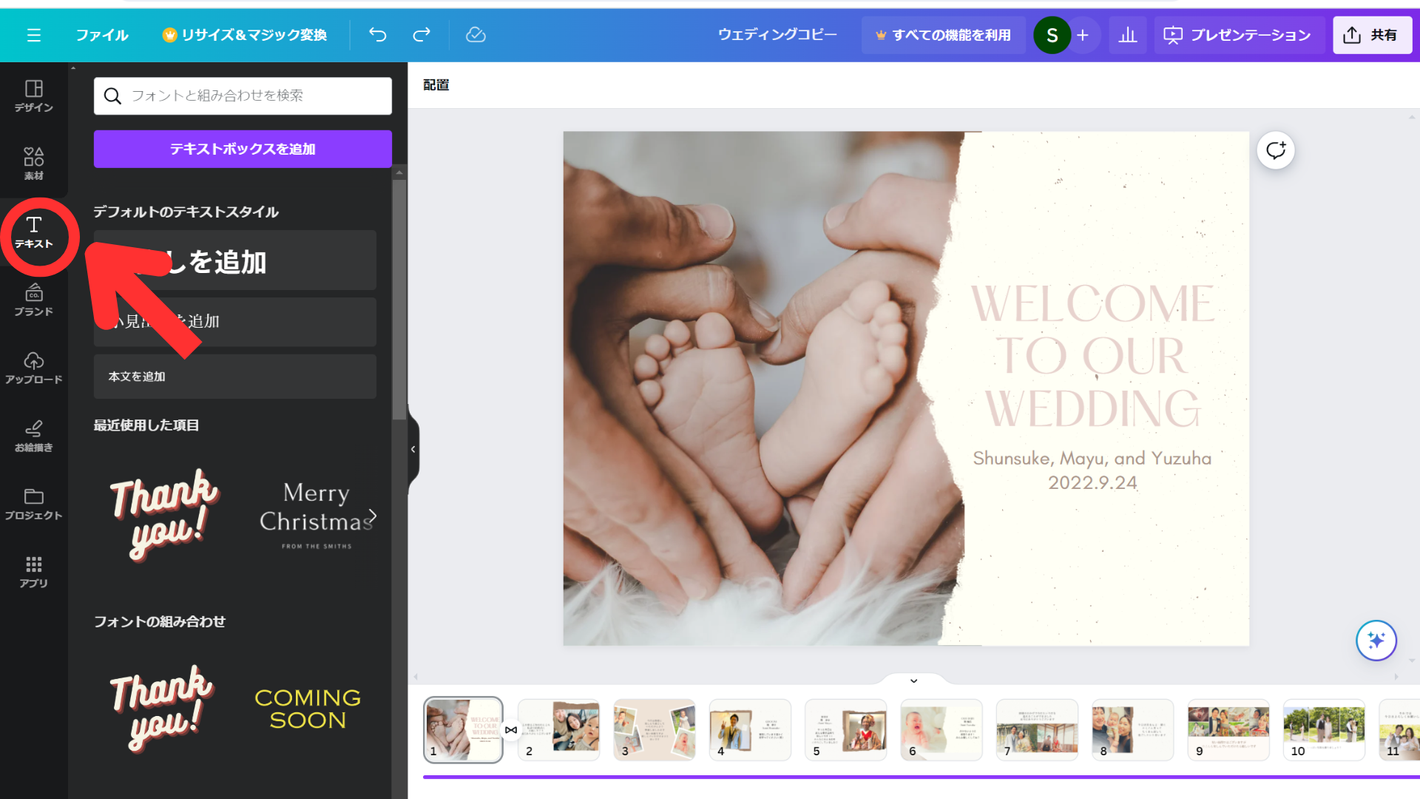 ファイル
リサイズ&マジック変換
ウェディングコピー
すべての機能を利用
S
プレゼンテーション
共有
デザイン
素材
テキスト
ブランド
アップロード
お絵描き
プロジェクト
アプリ
フォントと組み合わせを検索
テキストボックスを追加
デフォルトのテキストスタイル
しを追加
を追加
本文を追加
最近使用した項目
Thank
you!
Merry
Christmas
FROM THE SMITHS
フォントの組み合わせ
Thank
you!
COMING
SOON
配置
WELCOME
TO OUR
WEDDING
Shunsuke, Mayu, and Yuzuha
2022.9.24
WELCOME
TO OUR
WEDDING
1
2
3
4
5
6
7
8
9
10
11